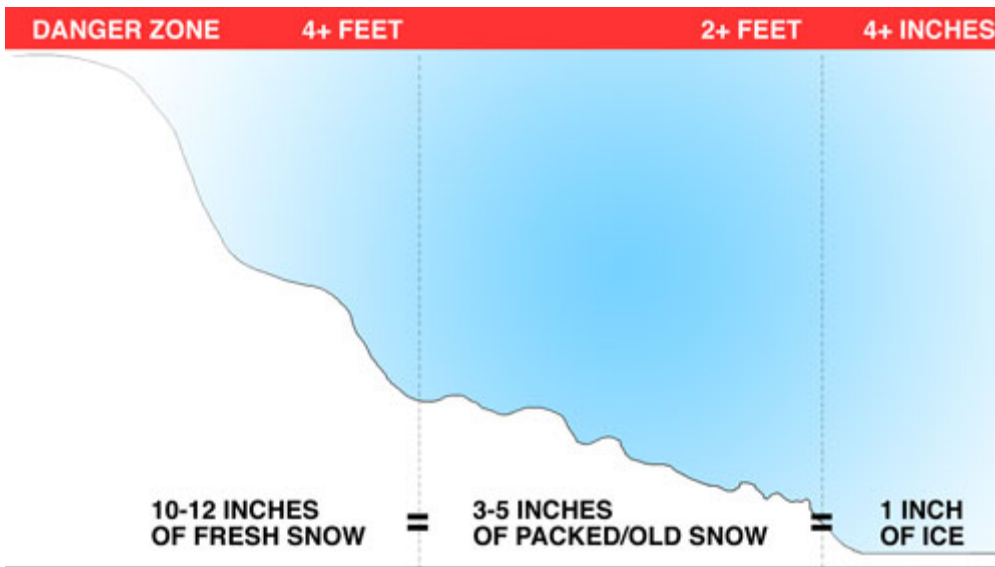 DANGER ZONE 4+ FEET 2+ FEET 4+ INCHES
10-12 INCHES
OF FRESH SNOW
=
3-5 INCHES
OF PACKED/OLD SNOW
=
1 INCH
OF ICE